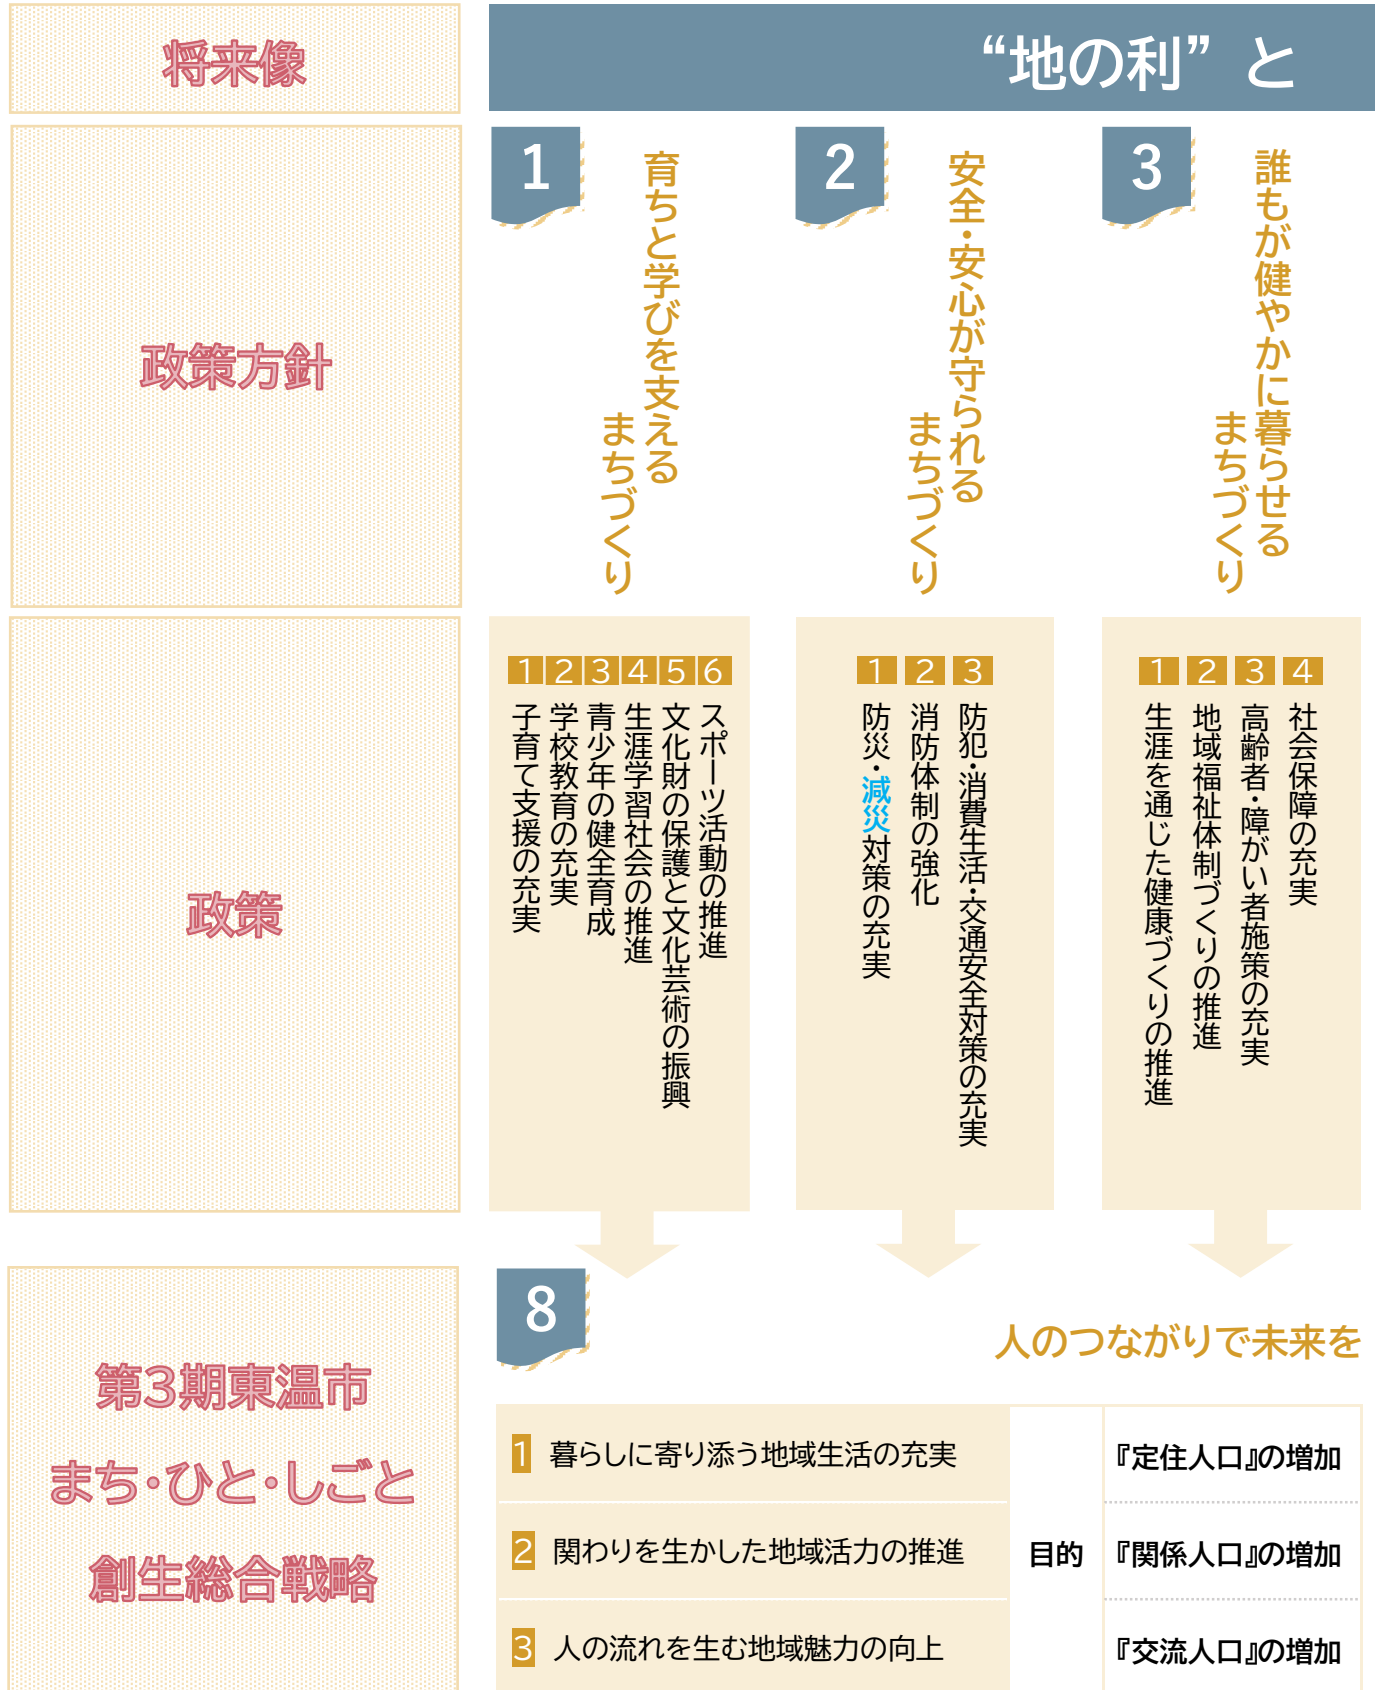 将来像
“地の利”と
政策方針
1
育ちと学びを支える
まちづくり
2
安全・安心が守られる
まちづくり
3
誰もが健やかに暮らせる
まちづくり
政策
1
子育て支援の充実
2
学校教育の充実
3
青少年の健全育成
4
生涯学習社会の推進
5
文化財の保護と文化芸術の振興
6
スポーツ活動の推進
1
防災・減災対策の充実
2
消防体制の強化
3
防犯・消費生活・交通安全対策の充実
1
生涯を通じた健康づくりの推進
2
地域福祉体制づくりの推進
3
高齢者・障がい者施策の充実
4
社会保障の充実
第3期東温市
まち・ひと・しごと
創生総合戦略
8
人のつながりで未来を
1 暮らしに寄り添う地域生活の充実
2 関わりを生かした地域活力の推進
3 人の流れを生む地域魅力の向上
目的
『定住人口』の増加
『関係人口』の増加
『交流人口』の増加